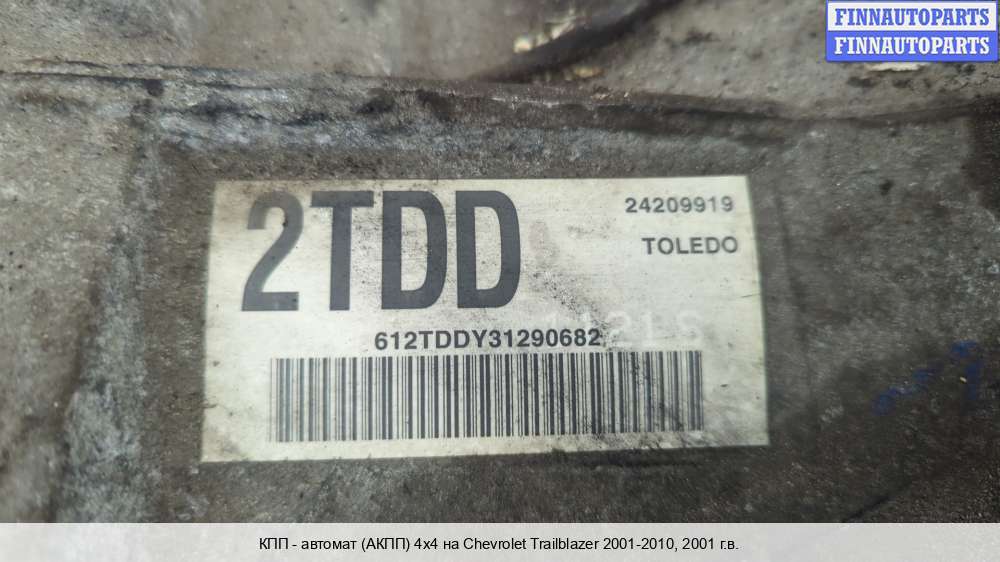 FINNAUTOPARTS
FINNAUTOPARTS
2TDD
24209919
TOLEDO
612TDDY31290682
КПП - автомат (АКПП) 4x4 на Chevrolet Trailblazer 2001-2010, 2001 г.в.